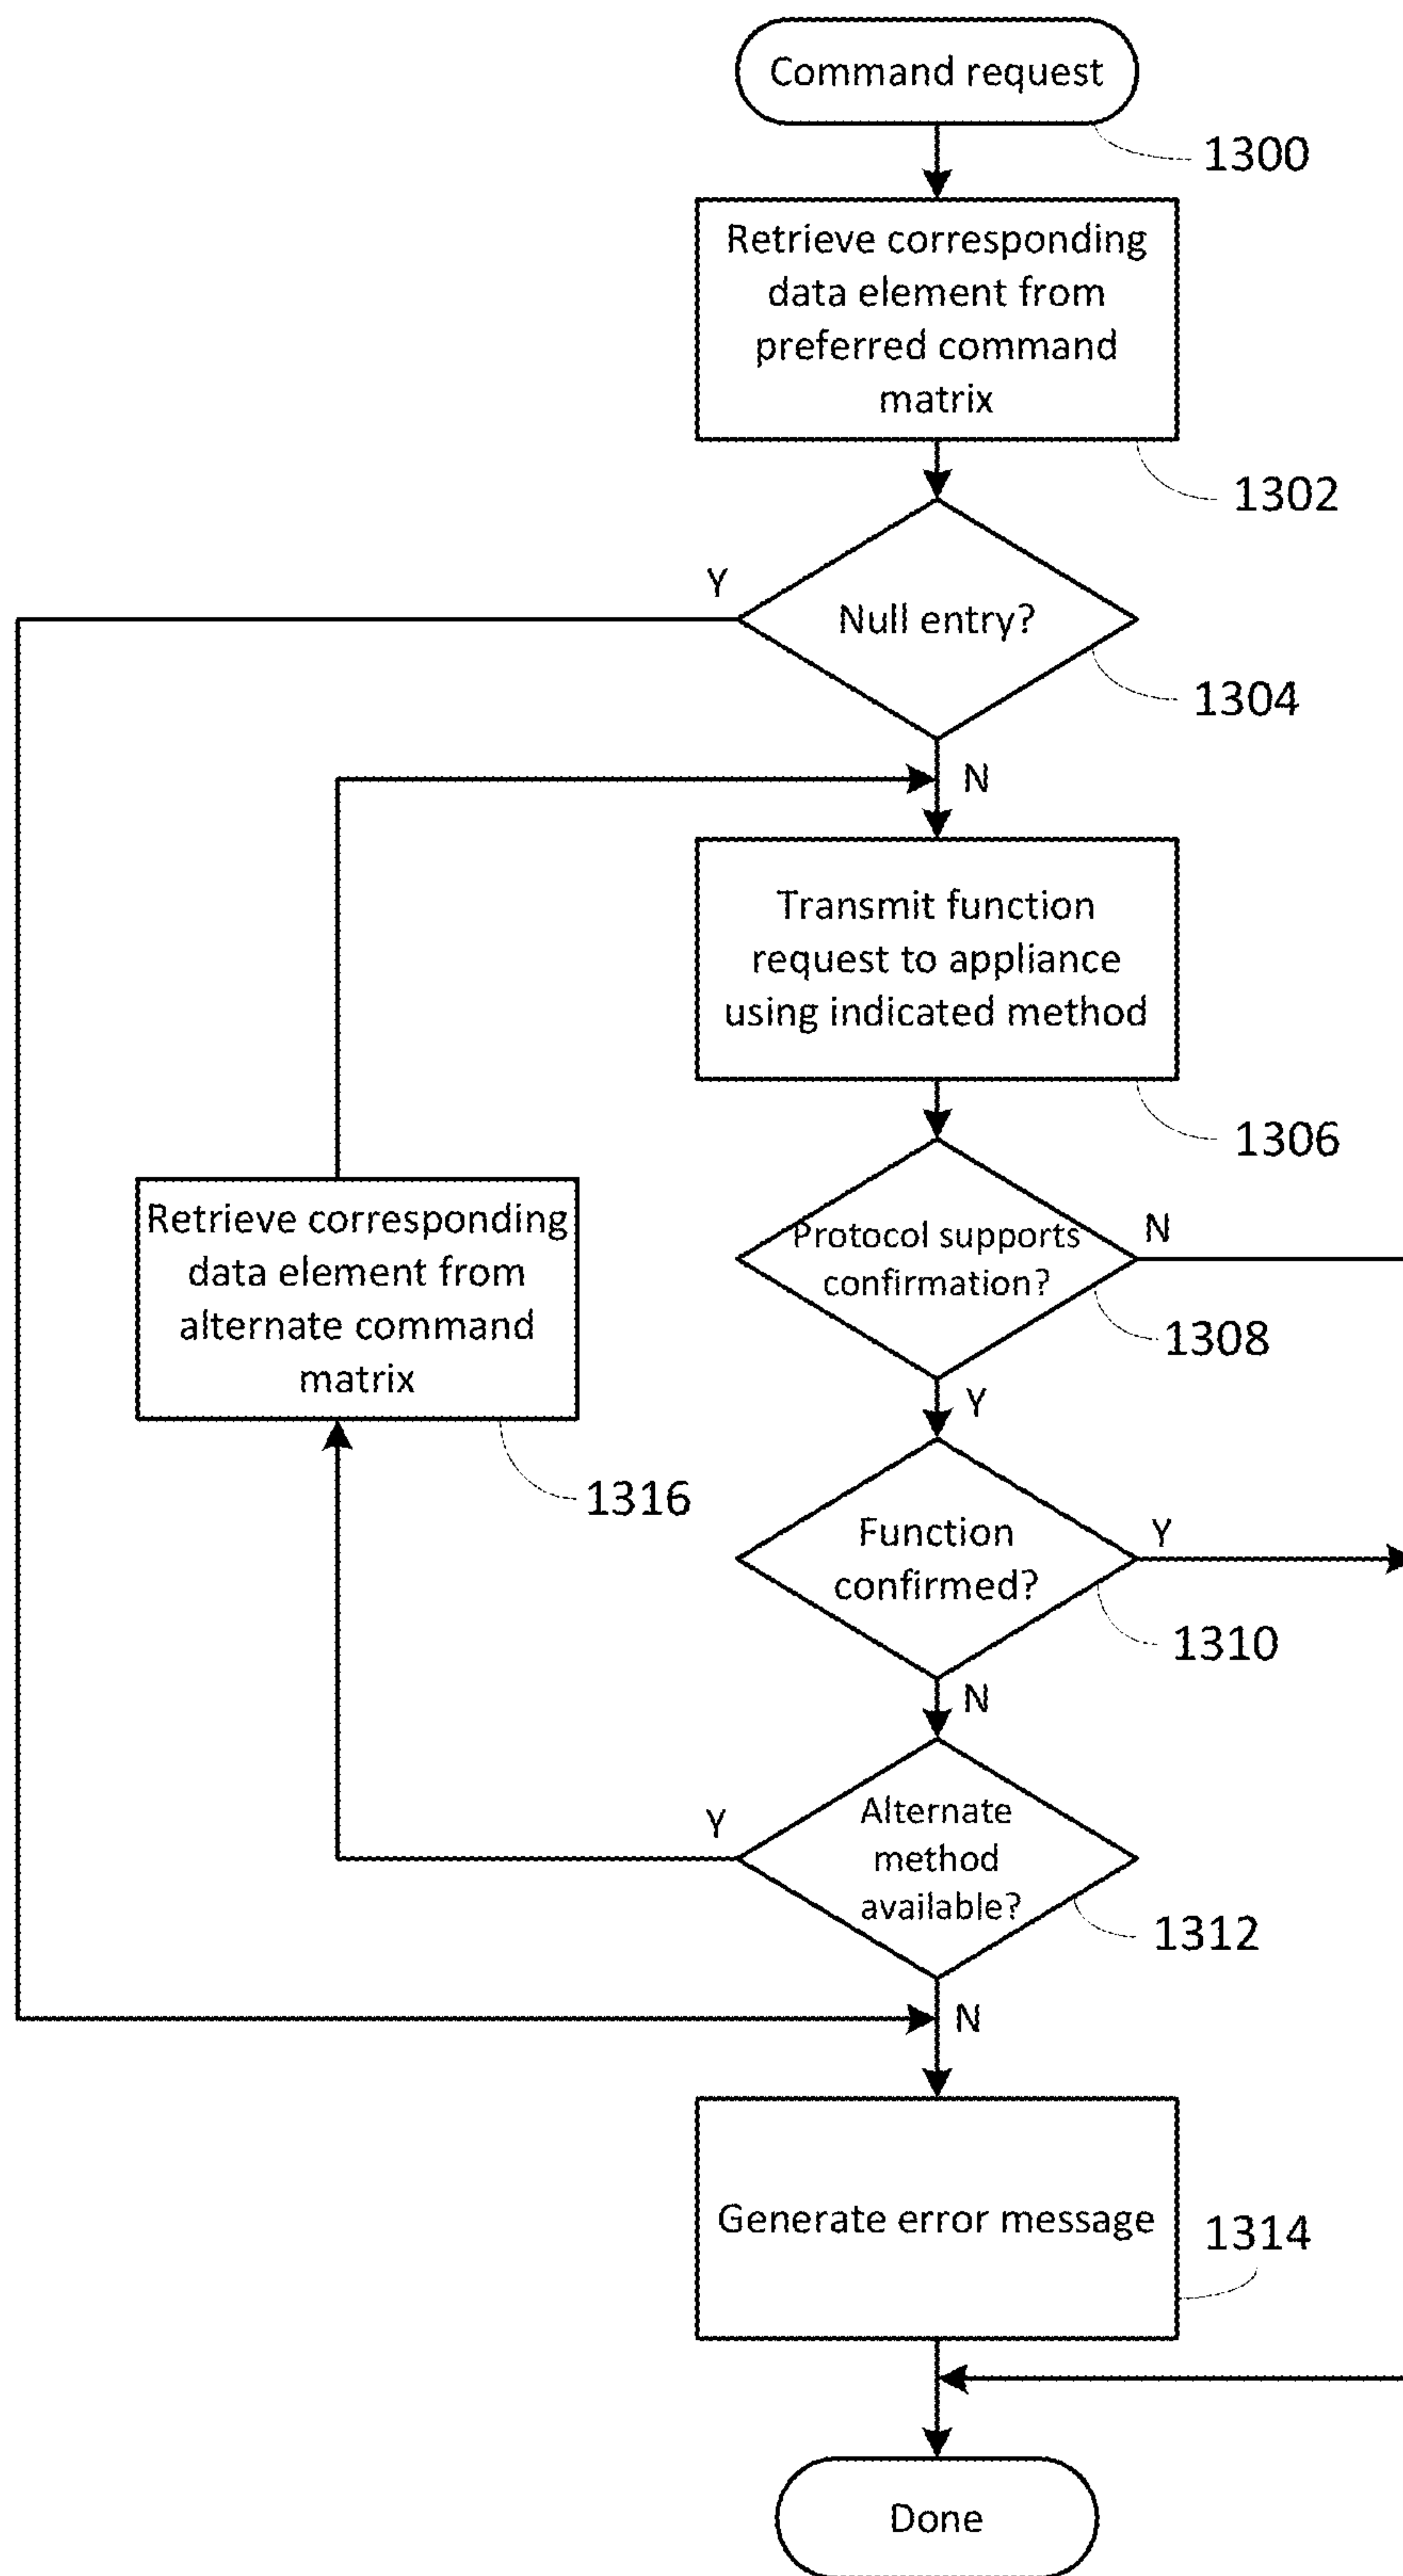 Command request
1300
Retrieve corresponding
data element from
preferred command
matrix
1302
Y
Null entry?
1304
N
Transmit function
request to appliance
using indicated method
1306
Retrieve corresponding
data element from
alternate command
matrix
1316
Protocol supports
confirmation?
N
1308
Y
Function
confirmed?
Y
1310
N
Y
Alternate
method
available?
1312
N
Generate error message
1314
Done